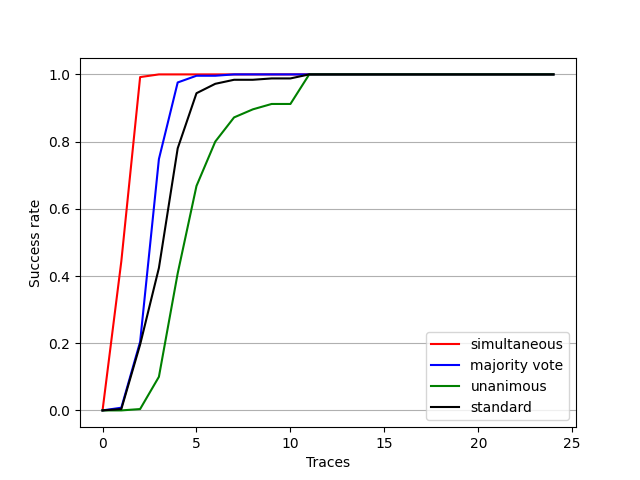 1.0
0.8
0.6
0.4
0.2
0.0
Success rate
0 5 10 15 20 25
Traces
simultaneous
majority vote
unanimous
standard